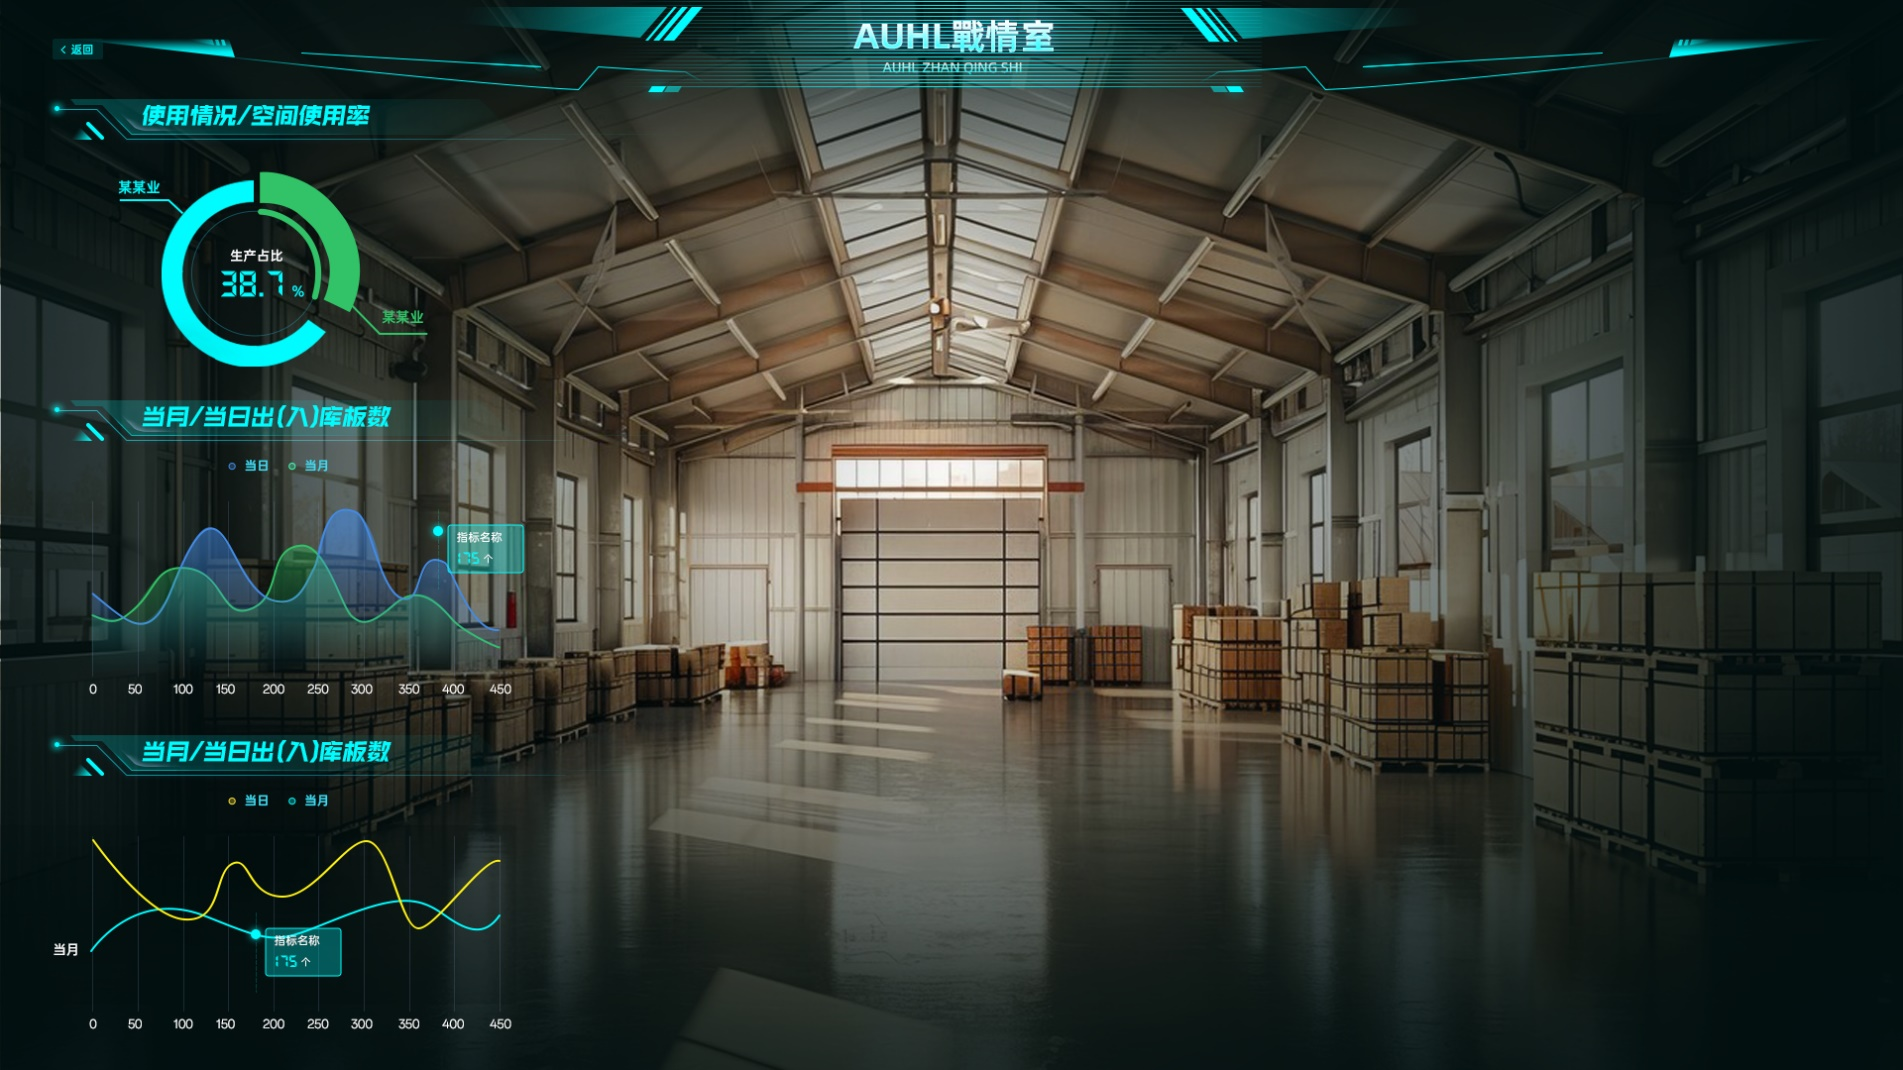 AUHL戰情室
AUHL ZHAN QING SHI
返回
使用情况/空间使用率
某某业
生产占比
38.7%
某某业
当月/当日出(入)库板数
当日 当月
指标名称
175 个
0 50 100 150 200 250 300 350 400 450
当月/当日出(入)库板数
当日 当月
当月
指标名称
175 个
0 50 100 150 200 250 300 350 400 450